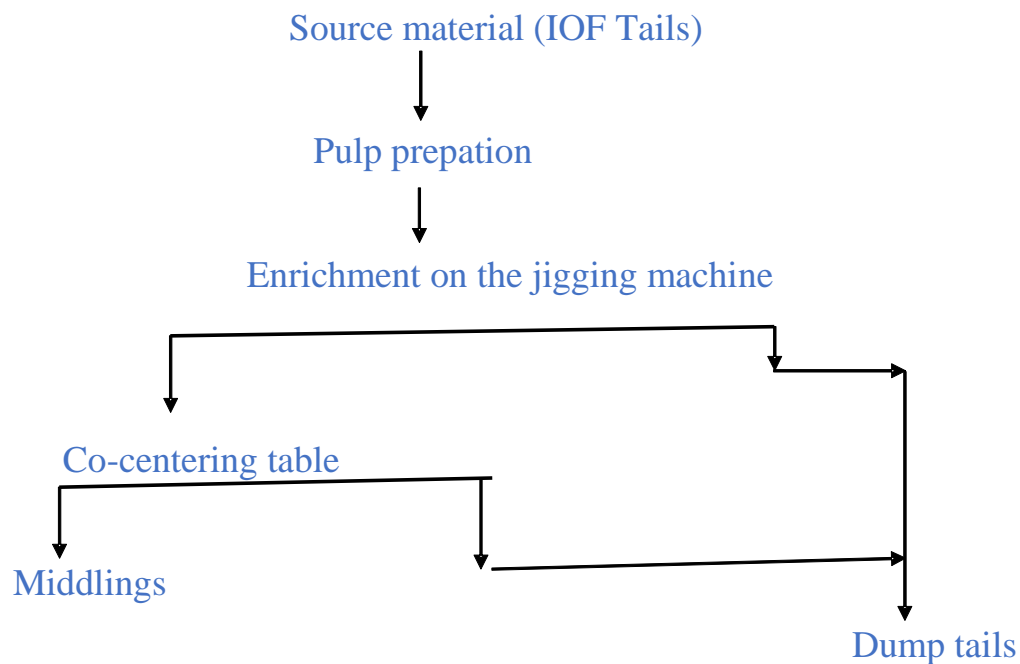 Source material (IOF Tails)
Pulp prepation
Enrichment on the jigging machine
Co-centering table
Middlings
Dump tails